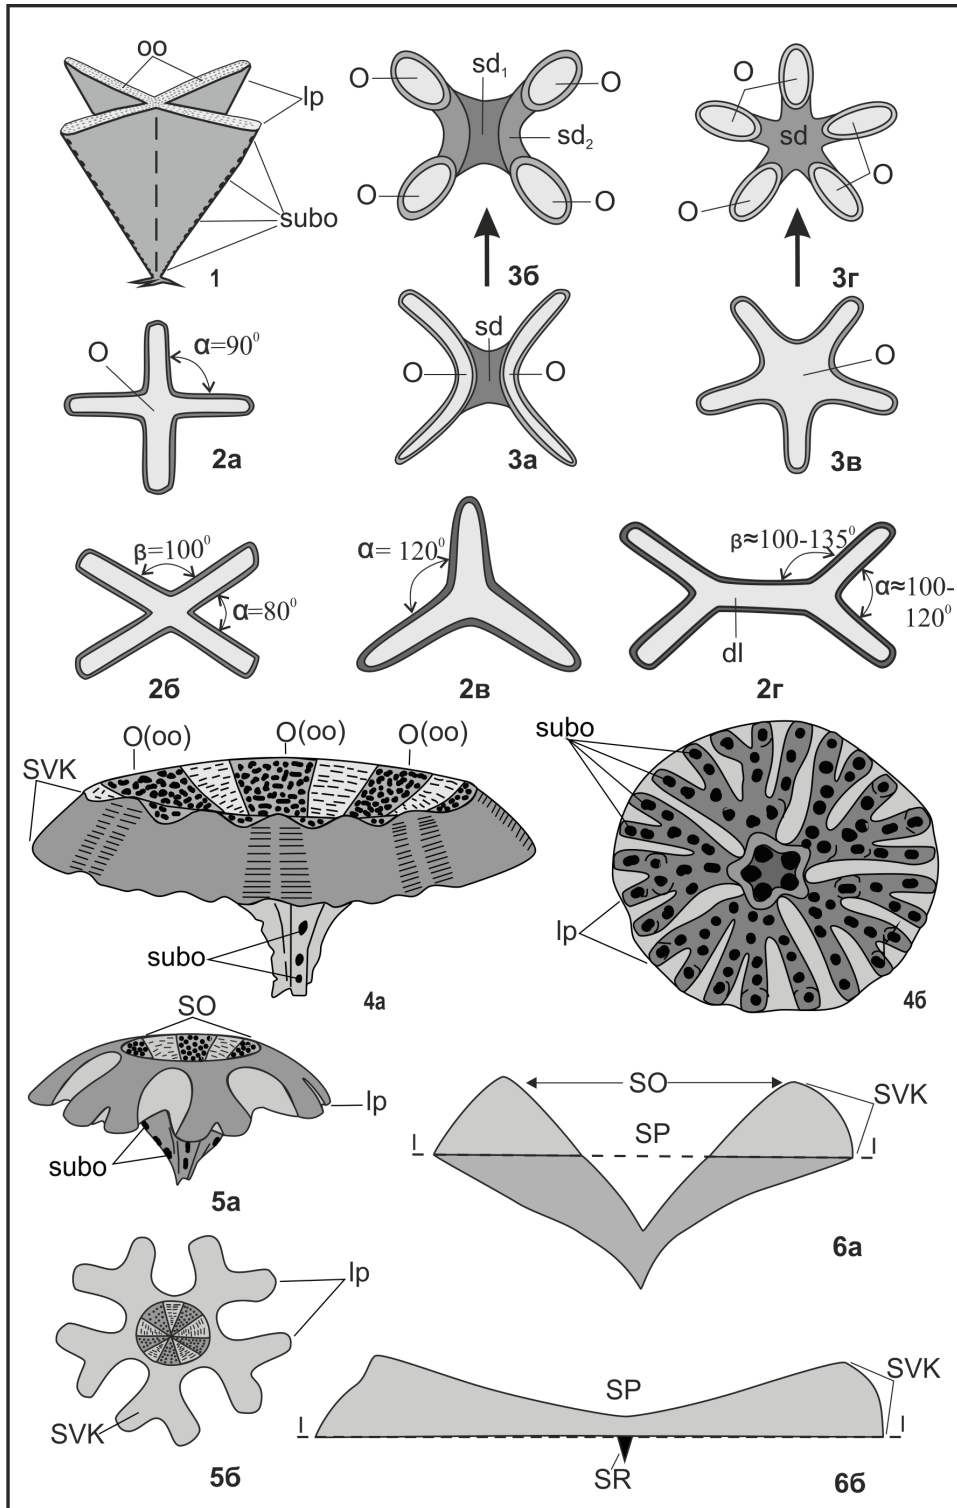 oo
lp
subo
1
O
O
sd₁
sd₂
O
O
3б
O
sd
O
O
3г
O
α=90⁰
2а
sd
O
O
3а
O
3в
β=100⁰
α=80⁰
2б
α= 120⁰
2в
β≈100-135⁰
α≈100-
120⁰
dl
2г
O(oo)
O(oo)
O(oo)
SVK
subo
4а
subo
lp
4б
SO
lp
subo
5а
SO
SVK
SP
I
I
6а
lp
SVK
5б
SVK
SP
I
I
SR
6б